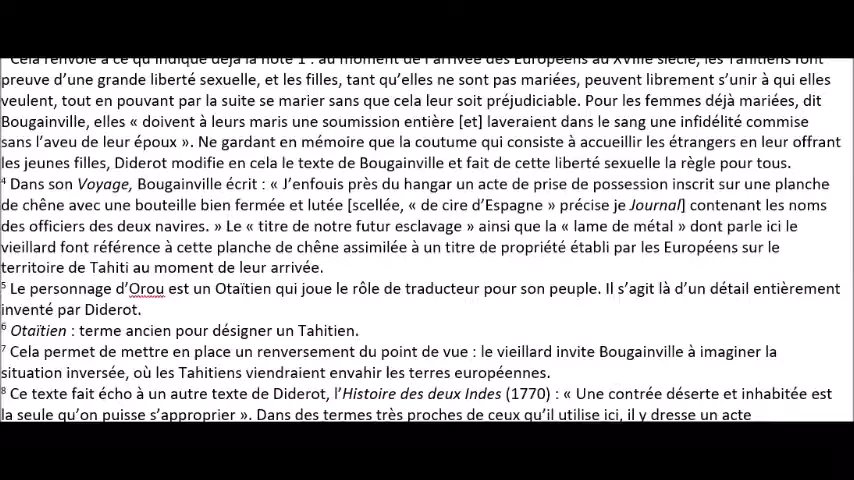 Cela renvoie à ce qu'indique déjà la note 1 : au moment de l'arrivée des Européens au XVIIIe siècle, les Tahitiens font
preuve d'une grande liberté sexuelle, et les filles, tant qu'elles ne sont pas mariées, peuvent librement s'unir à qui elles
veulent, tout en pouvant par la suite se marier sans que cela leur soit préjudiciable. Pour les femmes déjà mariées, dit
Bougainville, elles « doivent à leurs maris une soumission entière [et] laveraient dans le sang une infidélité commise
sans l'aveu de leur époux ». Ne gardant en mémoire que la coutume qui consiste à accueillir les étrangers en leur offrant
les jeunes filles, Diderot modifie en cela le texte de Bougainville et fait de cette liberté sexuelle la règle pour tous.
⁴ Dans son Voyage, Bougainville écrit : « J'enfouis près du hangar un acte de prise de possession inscrit sur une planche
de chêne avec une bouteille bien fermée et lutée [scellée, « de cire d'Espagne » précise je Journal] contenant les noms
des officiers des deux navires. » Le « titre de notre futur esclavage » ainsi que la « lame de métal » dont parle ici le
vieillard font référence à cette planche de chêne assimilée à un titre de propriété établi par les Européens sur le
territoire de Tahiti au moment de leur arrivée.
⁵ Le personnage d'Orou est un Otaïtien qui joue le rôle de traducteur pour son peuple. Il s'agit là d'un détail entièrement
inventé par Diderot.
⁶ Otaïtien : terme ancien pour désigner un Tahitien.
⁷ Cela permet de mettre en place un renversement du point de vue : le vieillard invite Bougainville à imaginer la
situation inversée, où les Tahitiens viendraient envahir les terres européennes.
⁸ Ce texte fait écho à un autre texte de Diderot, l'Histoire des deux Indes (1770) : « Une contrée déserte et inhabitée est
la seule qu'on puisse s'approprier ». Dans des termes très proches de ceux qu'il utilise ici, il y dresse un acte